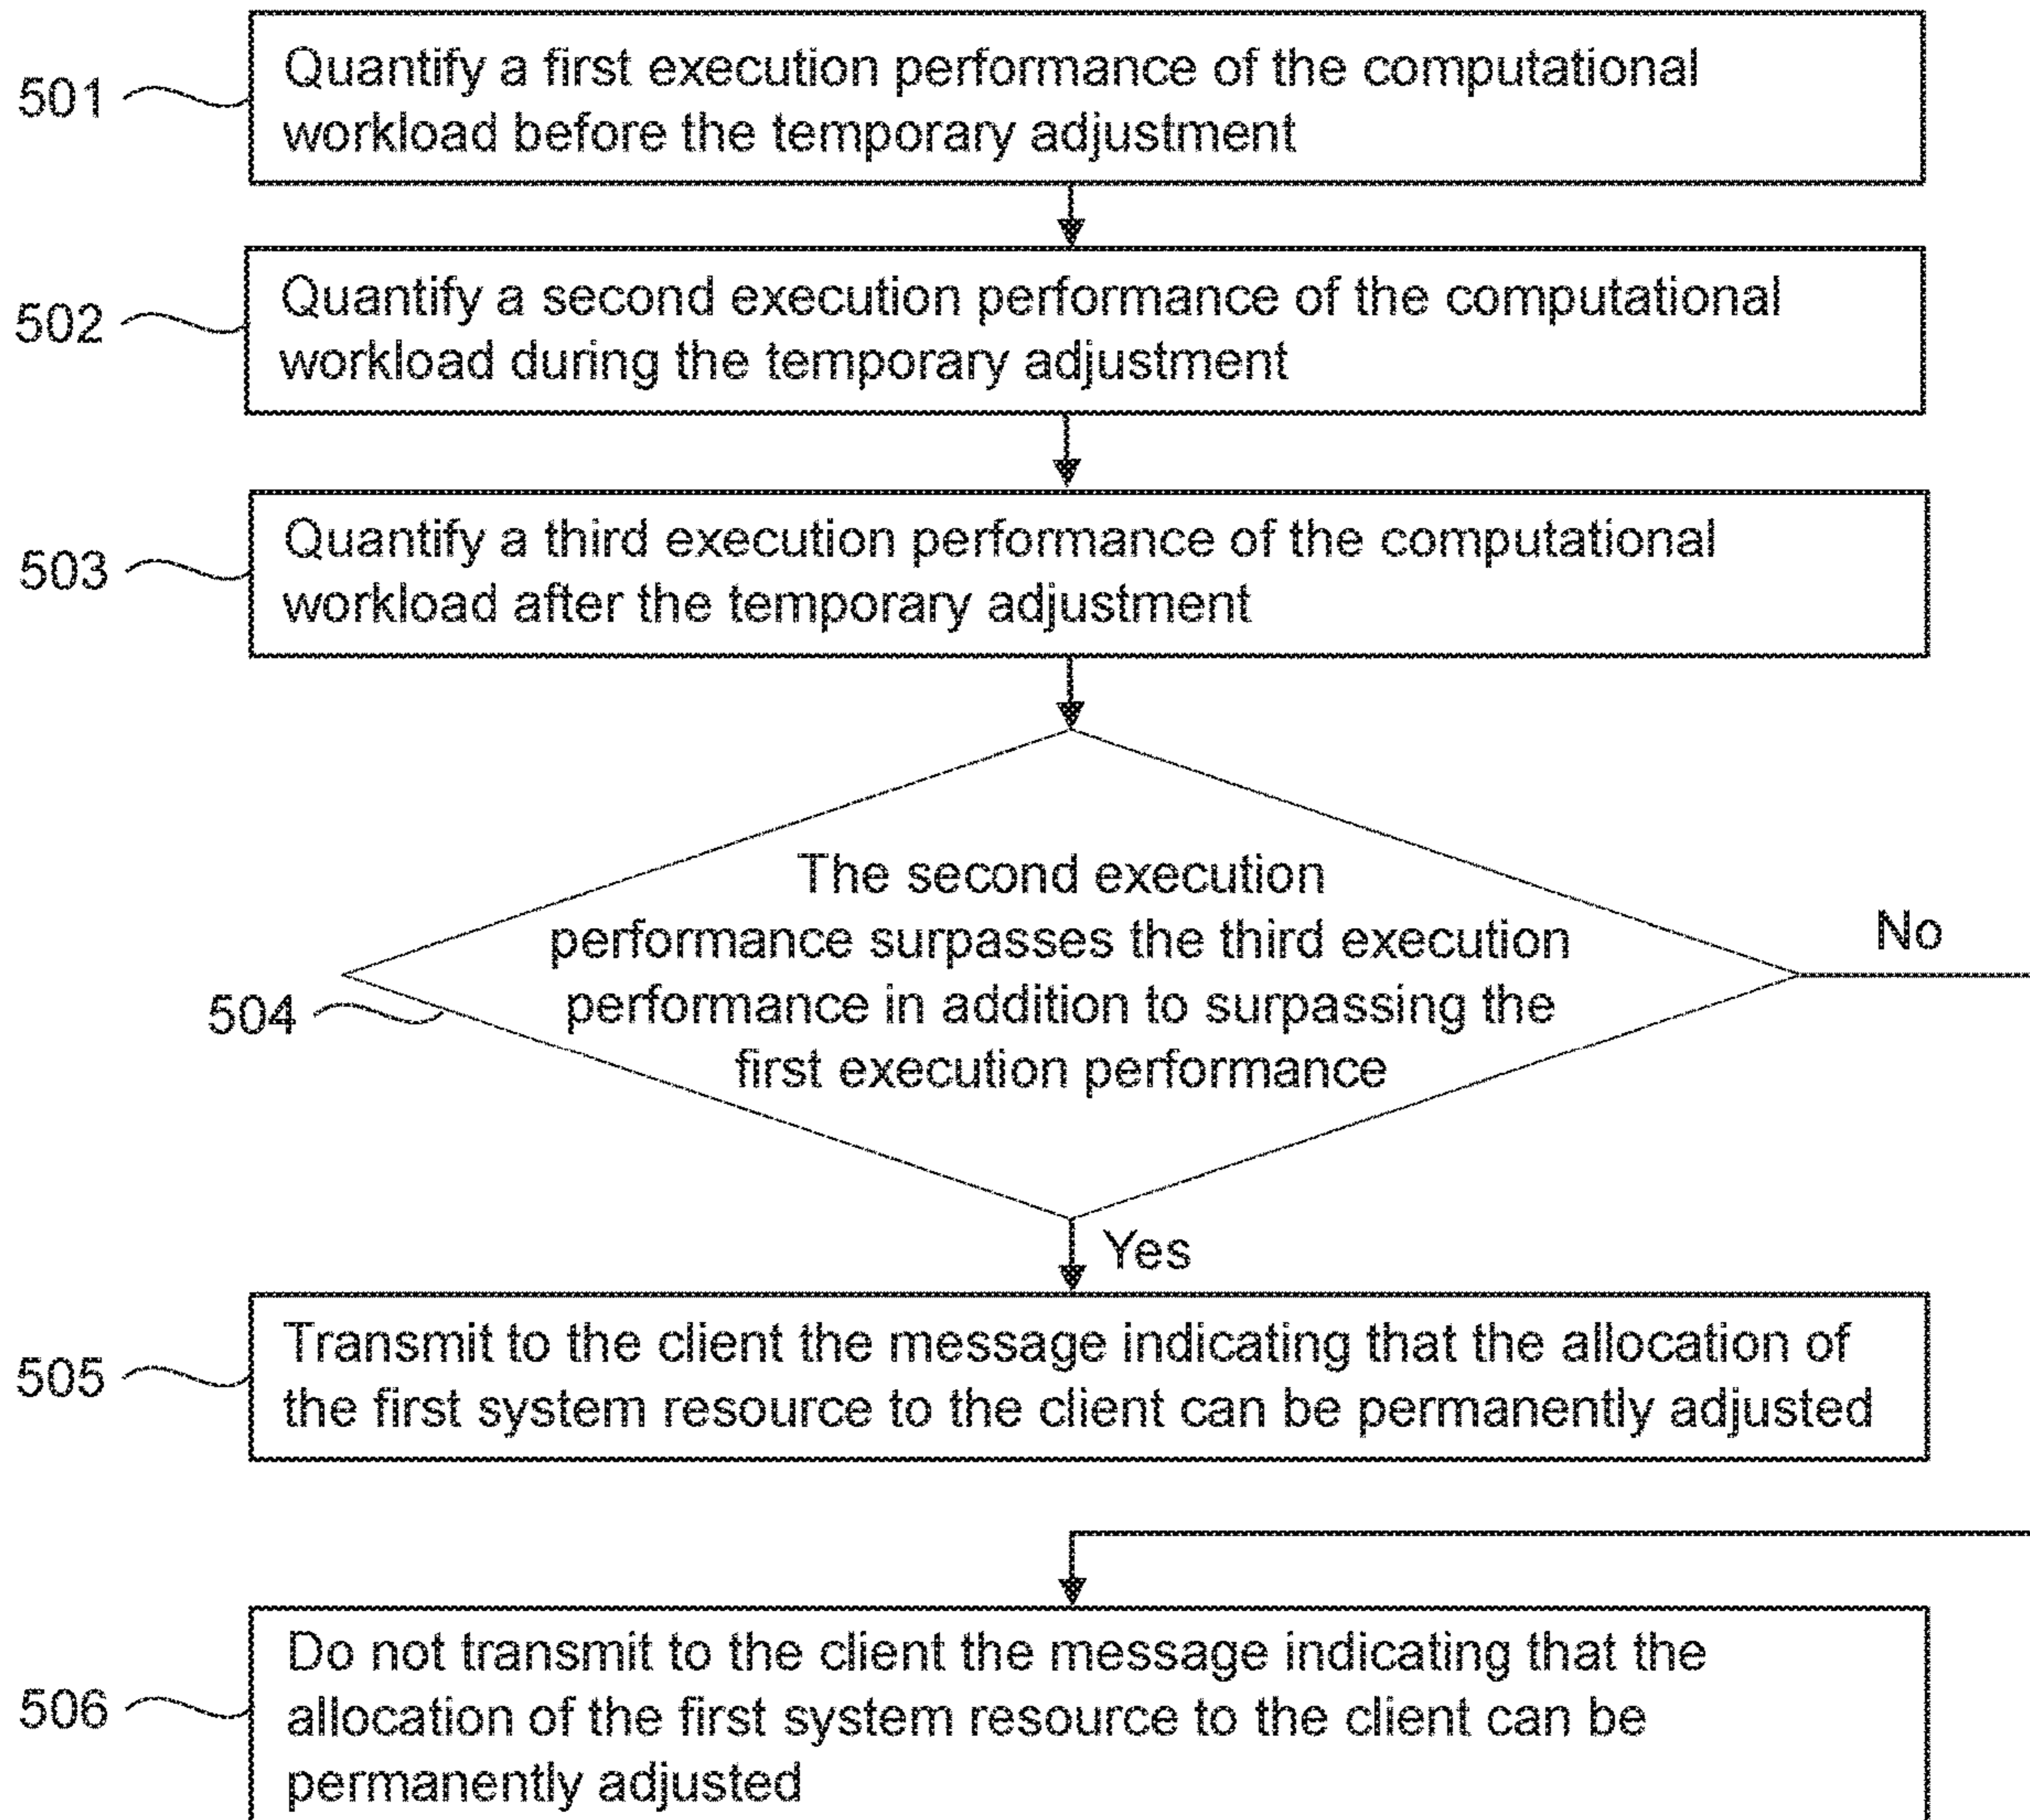 501
Quantify a first execution performance of the computational
workload before the temporary adjustment
502
Quantify a second execution performance of the computational
workload during the temporary adjustment
503
Quantify a third execution performance of the computational
workload after the temporary adjustment
504
The second execution
performance surpasses the third execution
performance in addition to surpassing the
first execution performance
No
Yes
505
Transmit to the client the message indicating that the allocation of
the first system resource to the client can be permanently adjusted
506
Do not transmit to the client the message indicating that the
allocation of the first system resource to the client can be
permanently adjusted